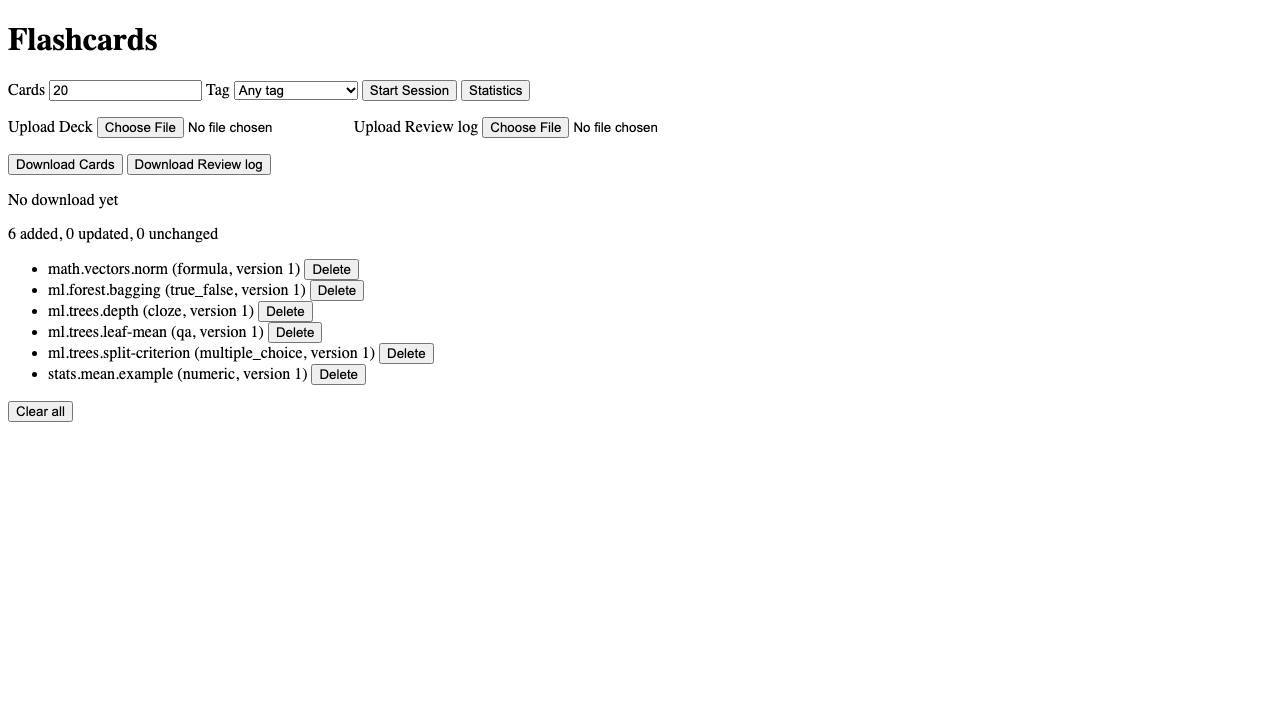 Flashcards
Cards 20 Tag Any tag Start Session Statistics
Upload Deck Choose File No file chosen Upload Review log Choose File No file chosen
Download Cards Download Review log
No download yet
6 added, 0 updated, 0 unchanged
math.vectors.norm (formula, version 1) Delete
ml.forest.bagging (true_false, version 1) Delete
ml.trees.depth (cloze, version 1) Delete
ml.trees.leaf-mean (qa, version 1) Delete
ml.trees.split-criterion (multiple_choice, version 1) Delete
stats.mean.example (numeric, version 1) Delete
Clear all